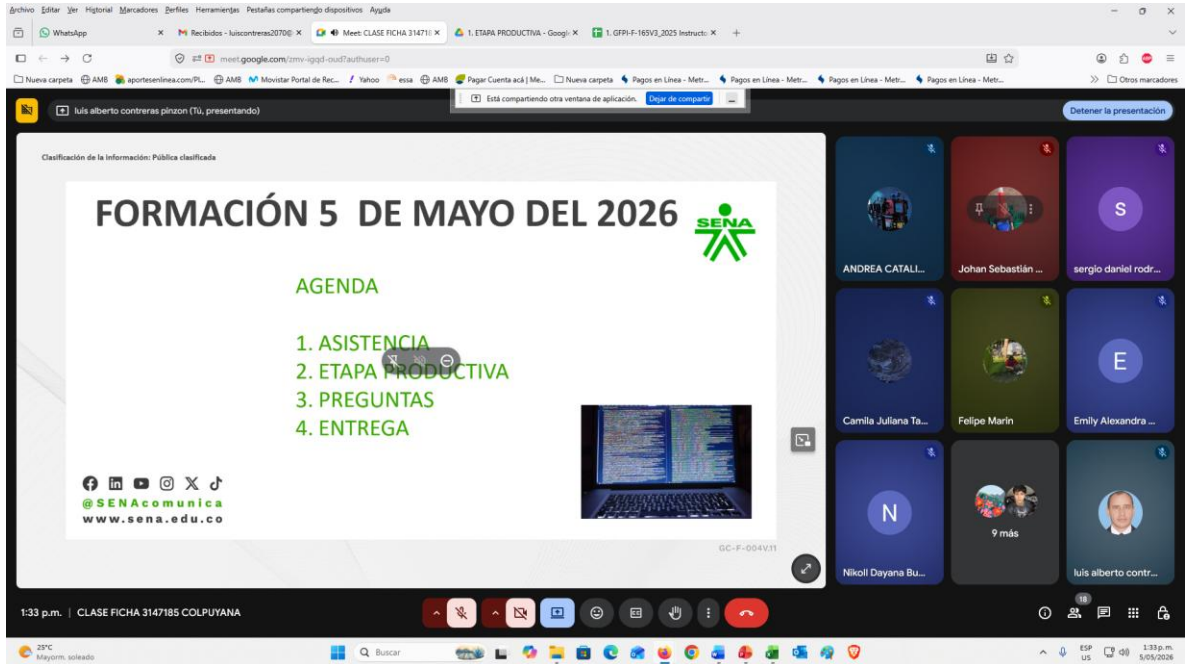 Archivo Editar Ver Historial Marcadores Perfiles Herramientas Pestañas compartiendo dispositivos Ayuda
WhatsApp
Recibidos - luiscontreras2070@
Meet: CLASE FICHA 314718
1. ETAPA PRODUCTIVA - Google
1. GFPI-F-165V3_2025 Instructi
meet.google.com/zmv-igqd-oud?authuser=0
Nueva carpeta
AMB
aportesenlinea.com/PL...
AMB
Movistar Portal de Rec...
Yahoo
essa
AMB
Pagar Cuenta acá | Me...
Nueva carpeta
Pagos en Línea - Metr...
Pagos en Línea - Metr...
Pagos en Línea - Metr...
Pagos en Línea - Metr...
Otros marcadores
Está compartiendo otra ventana de aplicación.
Dejar de compartir
luis alberto contreras pinzon (Tú, presentando)
Detener la presentación
Clasificación de la Información: Pública clasificada
FORMACIÓN 5 DE MAYO DEL 2026
SENA
AGENDA
1. ASISTENCIA
2. ETAPA PRODUCTIVA
3. PREGUNTAS
4. ENTREGA
@SENAcomunica
www.sena.edu.co
GC-F-004V.11
ANDREA CATALI...
Johan Sebastián ...
S
sergio daniel rodr...
Camila Juliana Ta...
Felipe Marín
E
Emily Alexandra ...
N
Nikoll Dayana Bu...
9 más
luis alberto contr...
1:33 p.m. | CLASE FICHA 3147185 COLPUYANA
18
25°C
Mayorm. soleado
Buscar
ESP
US
1:33 p.m.
5/05/2026